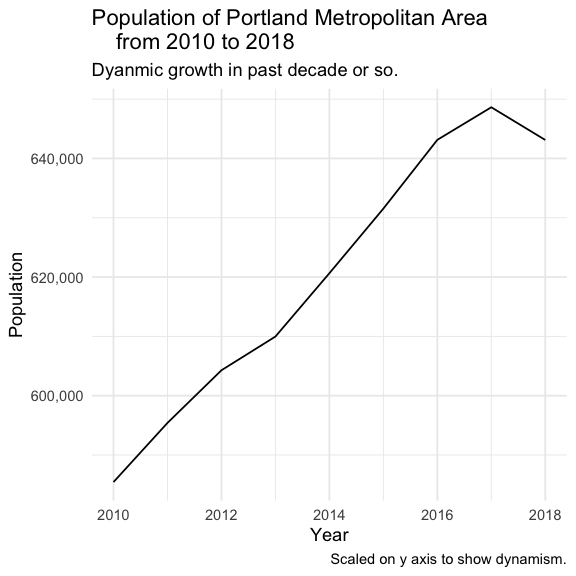 Population of Portland Metropolitan Area
from 2010 to 2018
Dyanmic growth in past decade or so.
640,000
620,000
600,000
Population
2010 2012 2014 2016 2018
Year
Scaled on y axis to show dynamism.